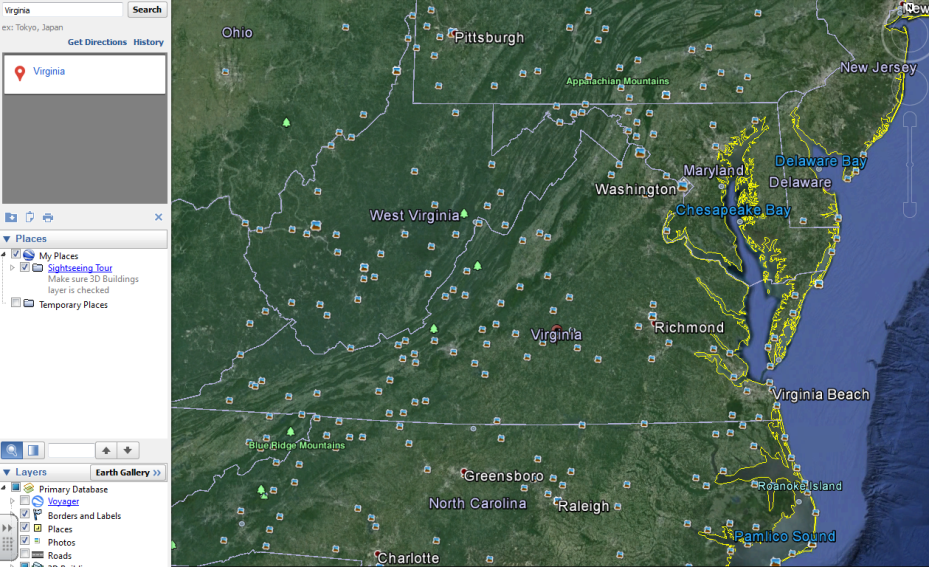 Virginia
Search
ex: Tokyo, Japan
Get Directions History
Virginia
Places
My Places
Sightseeing Tour
Make sure 3D Buildings
layer is checked
Temporary Places
Layers
Earth Gallery >>
Primary Database
Voyager
Borders and Labels
Places
Photos
Roads
Ohio
Pittsburgh
New
N
New Jersey
Appalachian Mountains
Maryland
Delaware Bay
Delaware
Washington
Chesapeake Bay
West Virginia
Virginia
Richmond
Virginia Beach
Blue Ridge Mountains
Greensboro
Roanoke Island
North Carolina
Raleigh
Pamlico Sound
Charlotte